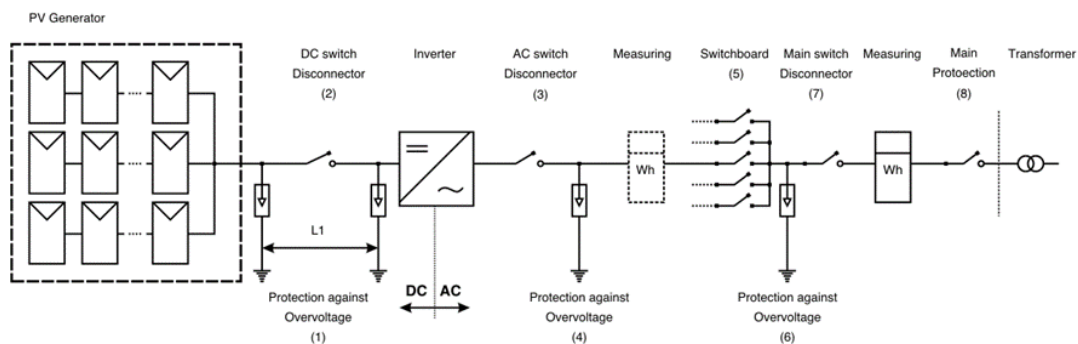 PV Generator
DC switch
Disconnector
(2)
Inverter
AC switch
Disconnector
(3)
Measuring
Switchboard
(5)
Main switch
Disconnector
(7)
Measuring
Main
Protoection
(8)
Transformer
Wh
Wh
L1
DC AC
Protection against
Overvoltage
(1)
Protection against
Overvoltage
(4)
Protection against
Overvoltage
(6)